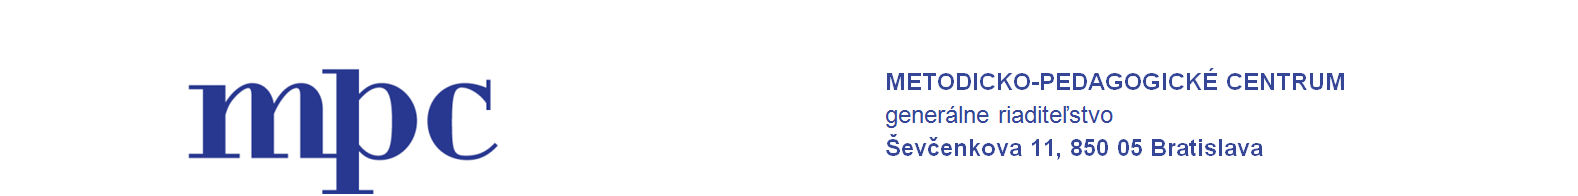 mpc
METODICKO-PEDAGOGICKÉ CENTRUM
generálne riaditeľstvo
Ševčenkova 11, 850 05 Bratislava